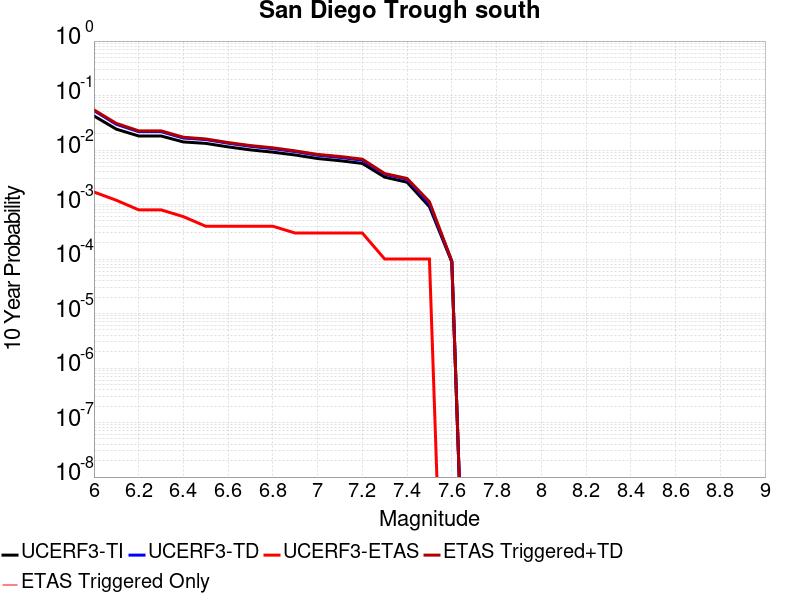 San Diego Trough south
10 Year Probability
10^0
10^-1
10^-2
10^-3
10^-4
10^-5
10^-6
10^-7
10^-8
6 6.2 6.4 6.6 6.8 7 7.2 7.4 7.6 7.8 8 8.2 8.4 8.6 8.8 9
Magnitude
UCERF3-TI UCERF3-TD UCERF3-ETAS ETAS Triggered+TD
ETAS Triggered Only